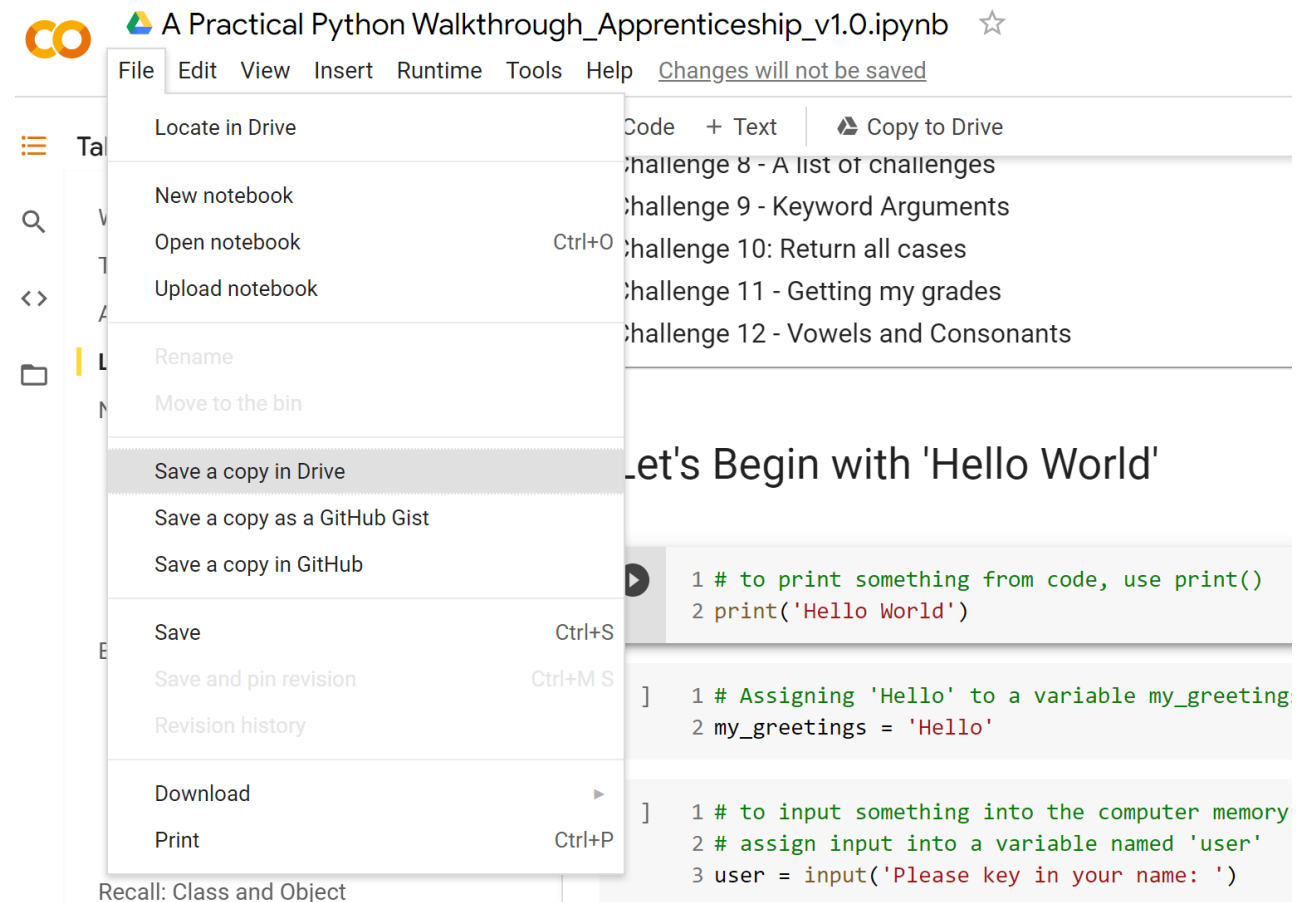 A Practical Python Walkthrough_Apprenticeship_v1.0.ipynb
File Edit View Insert Runtime Tools Help Changes will not be saved
Locate in Drive
New notebook
Open notebook Ctrl+O
Upload notebook
Rename
Move to the bin
Save a copy in Drive
Save a copy as a GitHub Gist
Save a copy in GitHub
Save Ctrl+S
Save and pin revision Ctrl+M S
Revision history
Download
Print Ctrl+P
Recall: Class and Object
Code + Text Copy to Drive
Challenge 8 - A list of challenges
Challenge 9 - Keyword Arguments
Challenge 10: Return all cases
Challenge 11 - Getting my grades
Challenge 12 - Vowels and Consonants
Let's Begin with 'Hello World'
1 # to print something from code, use print()
2 print('Hello World')
] 1 # Assigning 'Hello' to a variable my_greetings
2 my_greetings = 'Hello'
] 1 # to input something into the computer memory
2 # assign input into a variable named 'user'
3 user = input('Please key in your name: ')